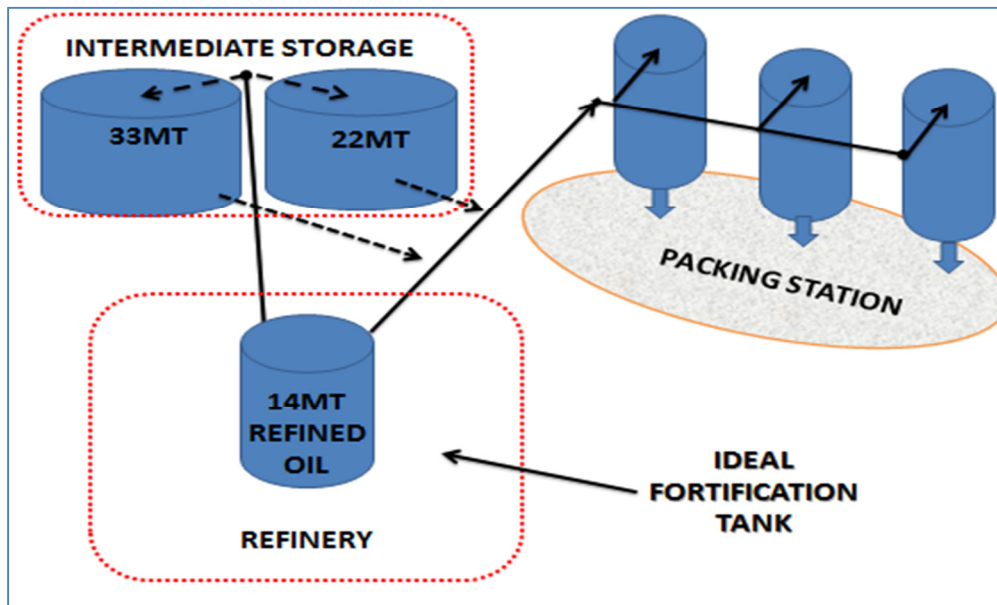 INTERMEDIATE STORAGE
33MT
22MT
PACKING STATION
14MT
REFINED
OIL
IDEAL
FORTIFICATION
TANK
REFINERY